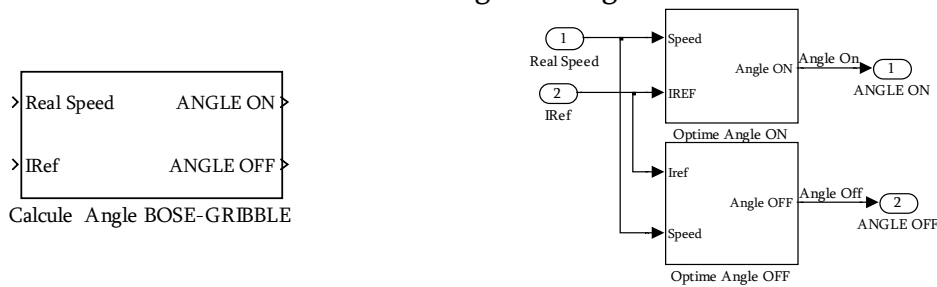 Real Speed ANGLE ON
IRef ANGLE OFF
Calcule Angle BOSE-GRIBBLE
1
Real Speed
2
IRef
Speed
IREF
Angle ON
Optime Angle ON
Angle On
1
ANGLE ON
Iref
Speed
Angle OFF
Optime Angle OFF
Angle Off
2
ANGLE OFF